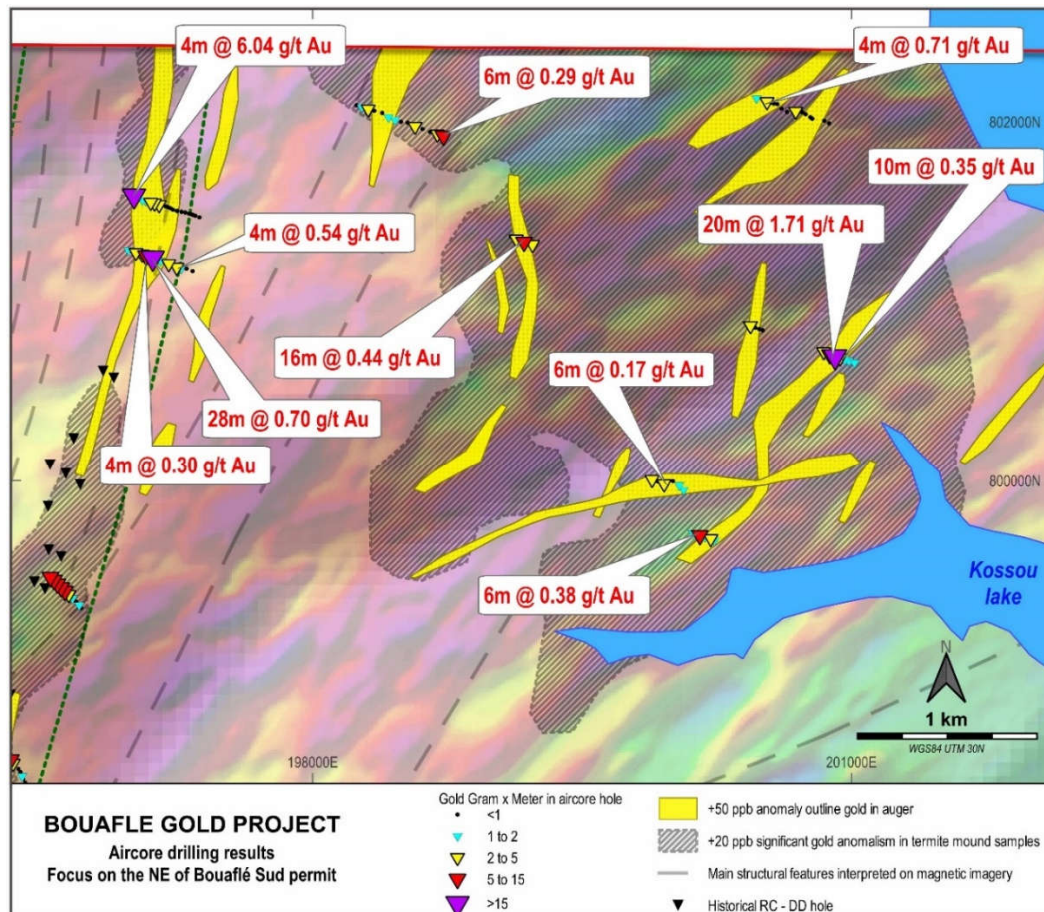 4m @ 6.04 g/t Au
6m @ 0.29 g/t Au
4m @ 0.71 g/t Au
802000N
10m @ 0.35 g/t Au
20m @ 1.71 g/t Au
4m @ 0.54 g/t Au
16m @ 0.44 g/t Au
6m @ 0.17 g/t Au
28m @ 0.70 g/t Au
4m @ 0.30 g/t Au
800000N
6m @ 0.38 g/t Au
Kossou
lake
N
1 km
WGS84 UTM 30N
198000E
201000E
BOUAFLE GOLD PROJECT
Aircore drilling results
Focus on the NE of Bouaflé Sud permit
Gold Gram x Meter in aircore hole
<1
1 to 2
2 to 5
5 to 15
>15
+50 ppb anomaly outline gold in auger
+20 ppb significant gold anomalism in termite mound samples
Main structural features interpreted on magnetic imagery
Historical RC - DD hole